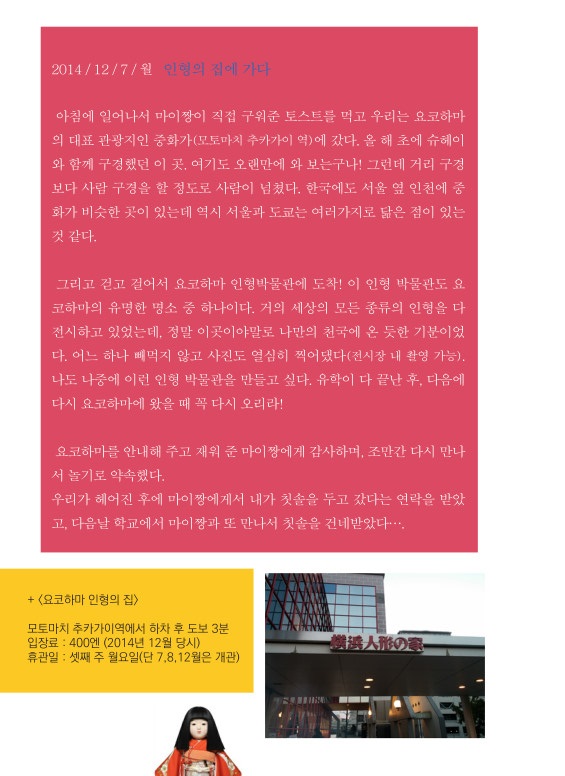 2014 / 12 / 7 / 월 인형의 집에 가다
아침에 일어나서 마이짱이 직접 구워준 토스트를 먹고 우리는 요코하마
의 대표 관광지인 중화가(모토마치 추카가이 역)에 갔다. 올 해 초에 슈헤이
와 함께 구경했던 이 곳. 여기도 오랜만에 와 보는구나! 그런데 거리 구경
보다 사람 구경을 할 정도로 사람이 넘쳤다. 한국에도 서울 옆 인천에 중
화가 비슷한 곳이 있는데 역시 서울과 도쿄는 여러가지로 닮은 점이 있는
것 같다.
그리고 걷고 걸어서 요코하마 인형박물관에 도착! 이 인형 박물관도 요
코하마의 유명한 명소 중 하나이다. 거의 세상의 모든 종류의 인형을 다
전시하고 있었는데, 정말 이곳이야말로 나만의 천국에 온 듯한 기분이었
다. 어느 하나 빼먹지 않고 사진도 열심히 찍어댔다(전시장 내 촬영 가능).
나도 나중에 이런 인형 박물관을 만들고 싶다. 유학이 다 끝난 후, 다음에
다시 요코하마에 왔을 때 꼭 다시 오리라!
요코하마를 안내해 주고 재워 준 마이짱에게 감사하며, 조만간 다시 만나
서 놀기로 약속했다.
우리가 헤어진 후에 마이짱에게서 내가 칫솔을 두고 갔다는 연락을 받았
고, 다음날 학교에서 마이짱과 또 만나서 칫솔을 건네받았다….
+ <요코하마 인형의 집>
모토마치 추카가이역에서 하차 후 도보 3분
입장료 : 400엔 (2014년 12월 당시)
휴관일 : 셋째 주 월요일(단 7,8,12월은 개관)
横浜人形の家